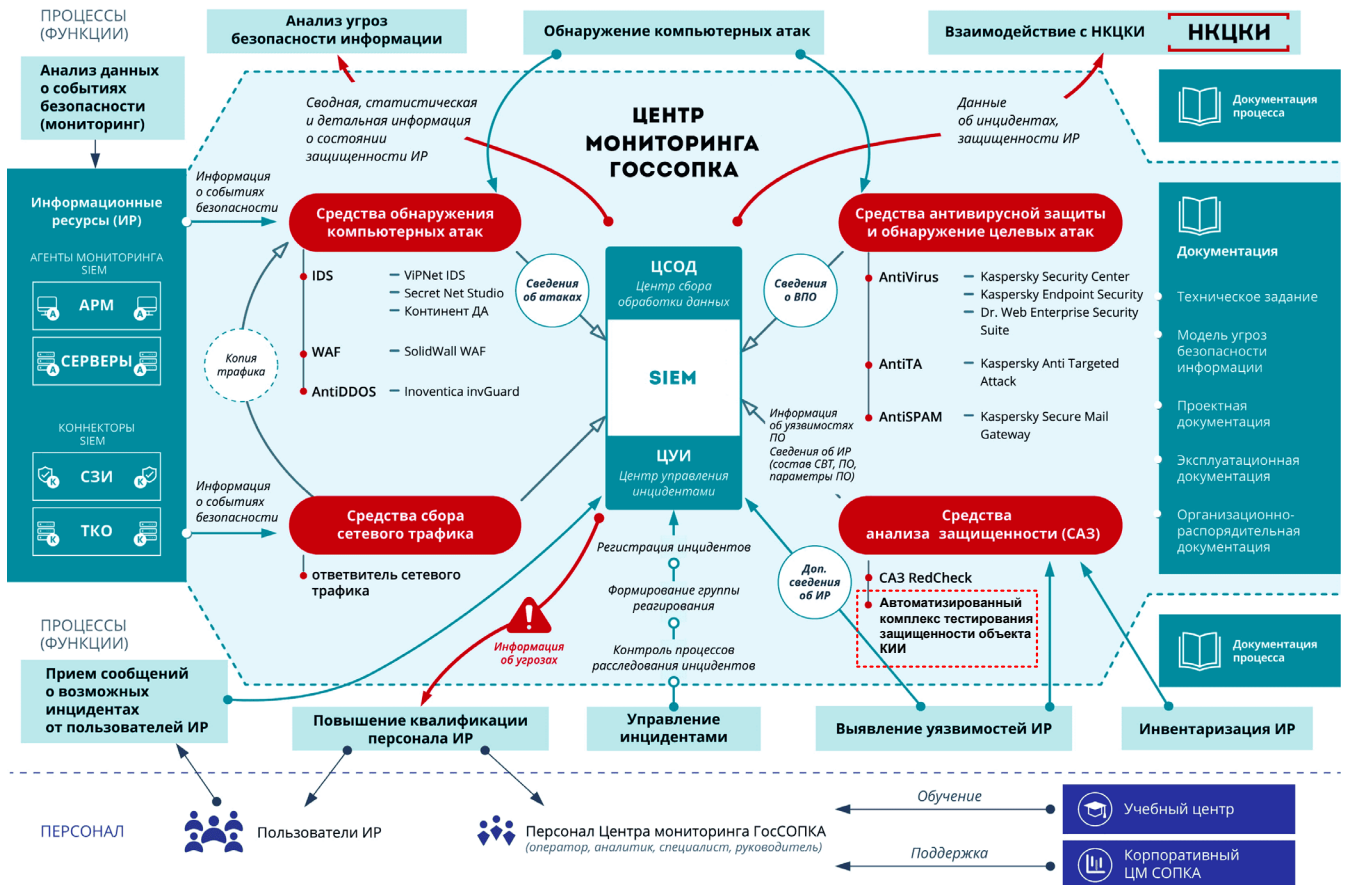 ПРОЦЕССЫ
(ФУНКЦИИ)
Анализ угроз
безопасности информации
Обнаружение компьютерных атак
Взаимодействие с НКЦКИ
НКЦКИ
Анализ данных
о событиях
безопасности
(мониторинг)
Сводная, статистическая
и детальная информация
о состоянии
защищенности ИР
ЦЕНТР
МОНИТОРИНГА
ГОССОПКА
Данные
об инцидентах,
защищенности ИР
Документация
процесса
Информационные
ресурсы (ИР)
АГЕНТЫ МОНИТОРИНГА
SIEM
А
АРМ
А
А
СЕРВЕРЫ
А
КОННЕКТОРЫ
SIEM
К
СЗИ
К
К
ТКО
К
Информация
о событиях
безопасности
Средства обнаружения
компьютерных атак
IDS
— ViPNet IDS
— Secret Net Studio
— Континент ДА
WAF
— SolidWall WAF
AntiDDOS
— Inoventica invGuard
Сведения
об атаках
Копия
трафика
ЦСОД
Центр сбора
обработки данных
SIEM
ЦУИ
Центр управления
инцидентами
Сведения
о ВПО
Средства антивирусной защиты
и обнаружение целевых атак
AntiVirus
— Kaspersky Security Center
— Kaspersky Endpoint Security
— Dr. Web Enterprise Security
Suite
AntiTA
— Kaspersky Anti Targeted
Attack
AntiSPAM
— Kaspersky Secure Mail
Gateway
Информация
об уязвимостях
ПО
Сведения об ИР
(состав СВТ, ПО,
параметры ПО)
Документация
Техническое задание
Модель угроз
безопасности
информации
Проектная
документация
Эксплуатационная
документация
Организационно-
распорядительная
документация
Информация
о событиях
безопасности
Средства сбора
сетевого трафика
ответвитель сетевого
трафика
Информация
об угрозах
Регистрация инцидентов
Формирование группы
реагирования
Контроль процессов
расследования инцидентов
Доп.
сведения
об ИР
Средства
анализа защищенности (САЗ)
САЗ RedCheck
Автоматизированный
комплекс тестирования
защищенности объекта
КИИ
Документация
процесса
ПРОЦЕССЫ
(ФУНКЦИИ)
Прием сообщений
о возможных
инцидентах
от пользователей ИР
Повышение квалификации
персонала ИР
Управление
инцидентами
Выявление уязвимостей ИР
Инвентаризация ИР
ПЕРСОНАЛ
Пользователи ИР
Персонал Центра мониторинга ГосСОПКА
(оператор, аналитик, специалист, руководитель)
Обучение
Учебный центр
Поддержка
Корпоративный
ЦМ СОПКА